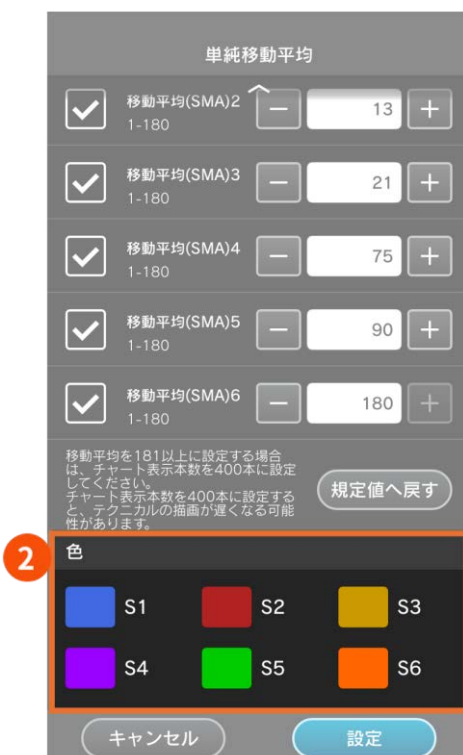 単純移動平均
移動平均(SMA)2
1-180
13
移動平均(SMA)3
1-180
21
移動平均(SMA)4
1-180
75
移動平均(SMA)5
1-180
90
移動平均(SMA)6
1-180
180
移動平均を181以上に設定する場合
は、チャート表示本数を400本に設定
してください。
チャート表示本数を400本に設定する
と、テクニカルの描画が遅くなる可能
性があります。
規定値へ戻す
2
色
S1 S2 S3
S4 S5 S6
キャンセル 設定